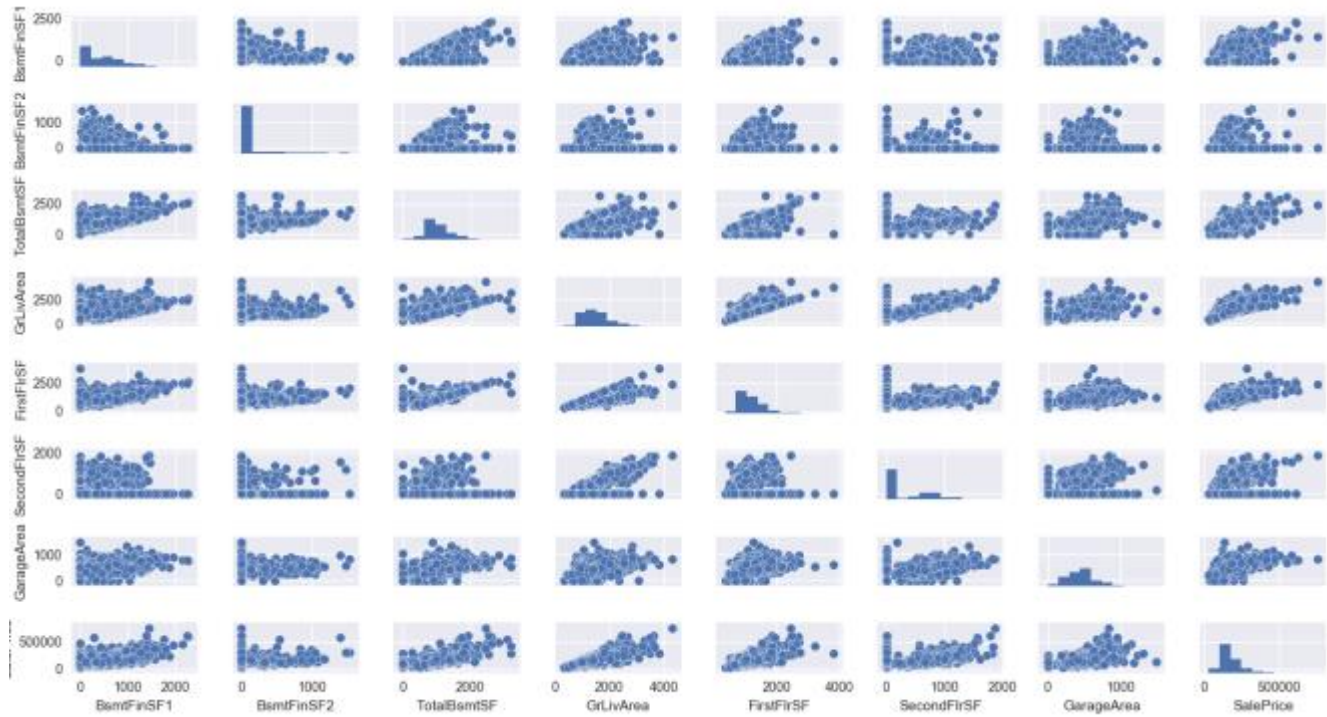 BsmtFinSF1
2500
0
BsmtFinSF2
1000
0
TotalBsmtSF
2500
0
GrLivArea
2500
0
FirstFlrSF
2500
0
SecondFlrSF
2000
0
GarageArea
1000
0
500000
0
0 1000 2000
0 1000
0 2000
0 2000 4000
2000 4000
0 1000 2000
0 1000
0 500000
BsmtFinSF1
BsmtFinSF2
TotalBsmtSF
GrLivArea
FirstFlrSF
SecondFlrSF
GarageArea
SalePrice